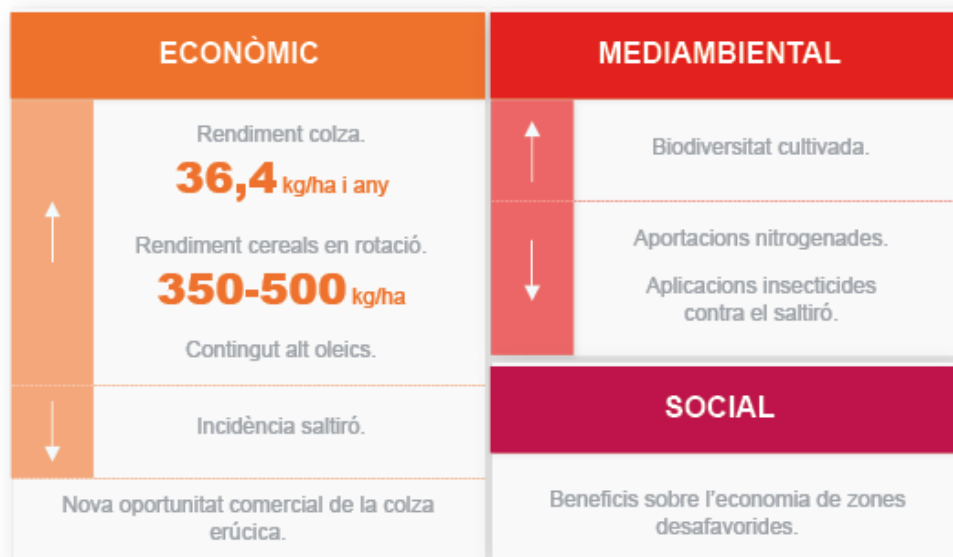 ECONÒMIC
Rendiment colza.
36,4 kg/ha i any
Rendiment cereals en rotació.
350-500 kg/ha
Contingut alt oleics.
Incidència saltiró.
Nova oportunitat comercial de la colza
erúcica.
MEDIAMBIENTAL
Biodiversitat cultivada.
Aportacions nitrogenades.
Aplicacions insecticides
contra el saltiró.
SOCIAL
Beneficis sobre l'economia de zones
desafavorides.